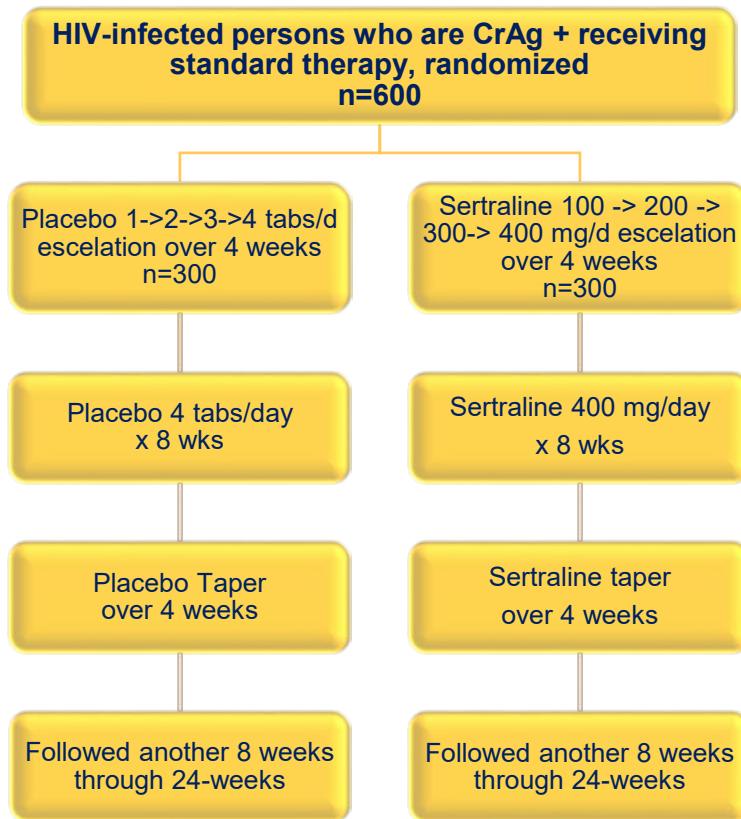 HIV-infected persons who are CrAg + receiving
standard therapy, randomized
n=600
Placebo 1->2->3->4 tabs/d
escelation over 4 weeks
n=300
Sertraline 100 -> 200 ->
300-> 400 mg/d escelation
over 4 weeks
n=300
Placebo 4 tabs/day
x 8 wks
Sertraline 400 mg/day
x 8 wks
Placebo Taper
over 4 weeks
Sertraline taper
over 4 weeks
Followed another 8 weeks
through 24-weeks
Followed another 8 weeks
through 24-weeks